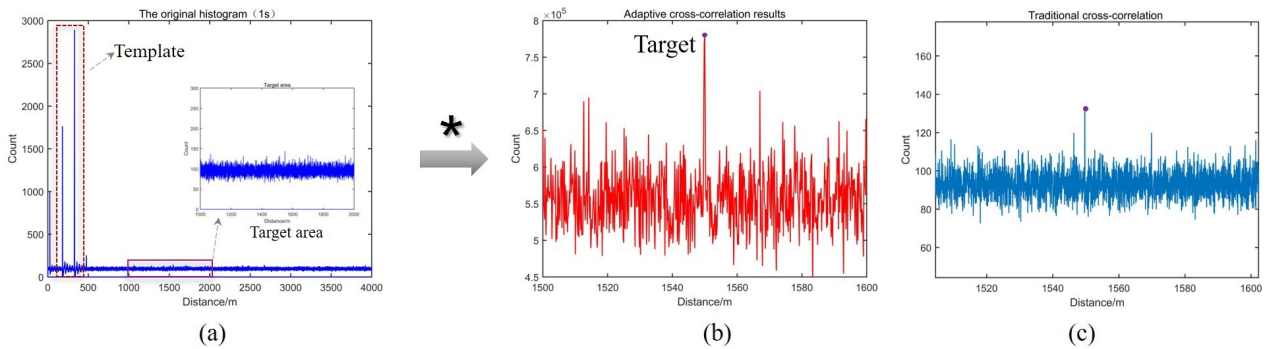 The original histogram（1s）
Template
Target area
Count
Distance/m
300
250
200
150
100
50
0
1000 1200 1400 1600 1800 2000
Target area
3000
2500
2000
1500
1000
500
0
Count
0 500 1000 1500 2000 2500 3000 3500 4000
Distance/m
(a)
*
×10⁵
Adaptive cross-correlation results
Target
8
7.5
7
6.5
6
5.5
5
4.5
Count
1500 1520 1540 1560 1580 1600
Distance/m
(b)
Traditional cross-correlation
160
140
120
100
80
60
Count
1520 1540 1560 1580 1600
Distance/m
(c)